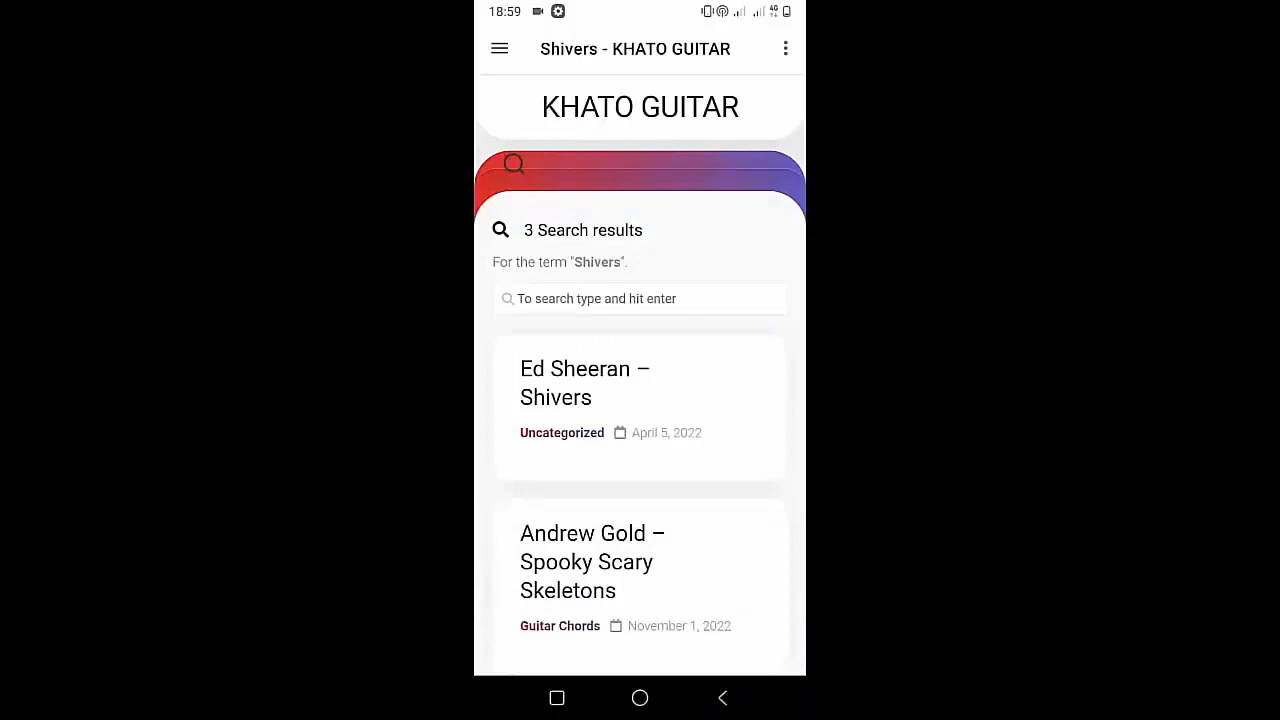 18:59
4G
Shivers - KHATO GUITAR
KHATO GUITAR
3 Search results
For the term "Shivers".
To search type and hit enter
Ed Sheeran –
Shivers
Uncategorized April 5, 2022
Andrew Gold –
Spooky Scary
Skeletons
Guitar Chords November 1, 2022